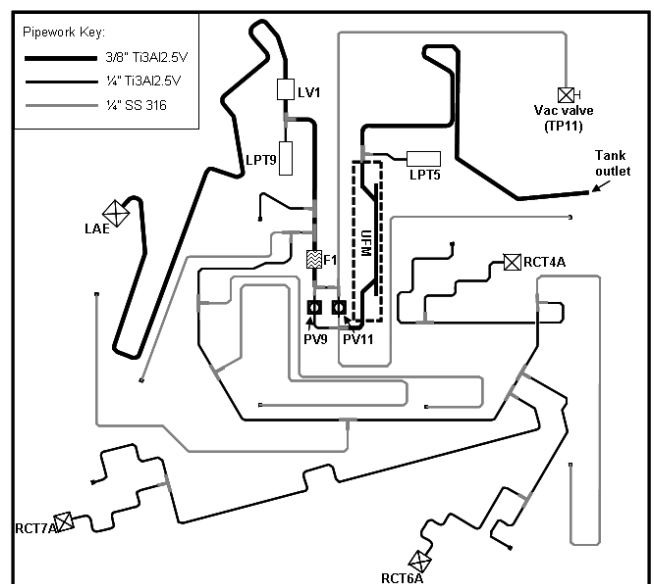 Pipework Key:
3/8" Ti3Al2.5V
¼" Ti3Al2.5V
¼" SS 316
LV1
LPT9
Vac valve
(TP11)
LPT5
Tank
outlet
LAE
UFM
F1
RCT4A
PV9
PV11
RCT7A
RCT6A